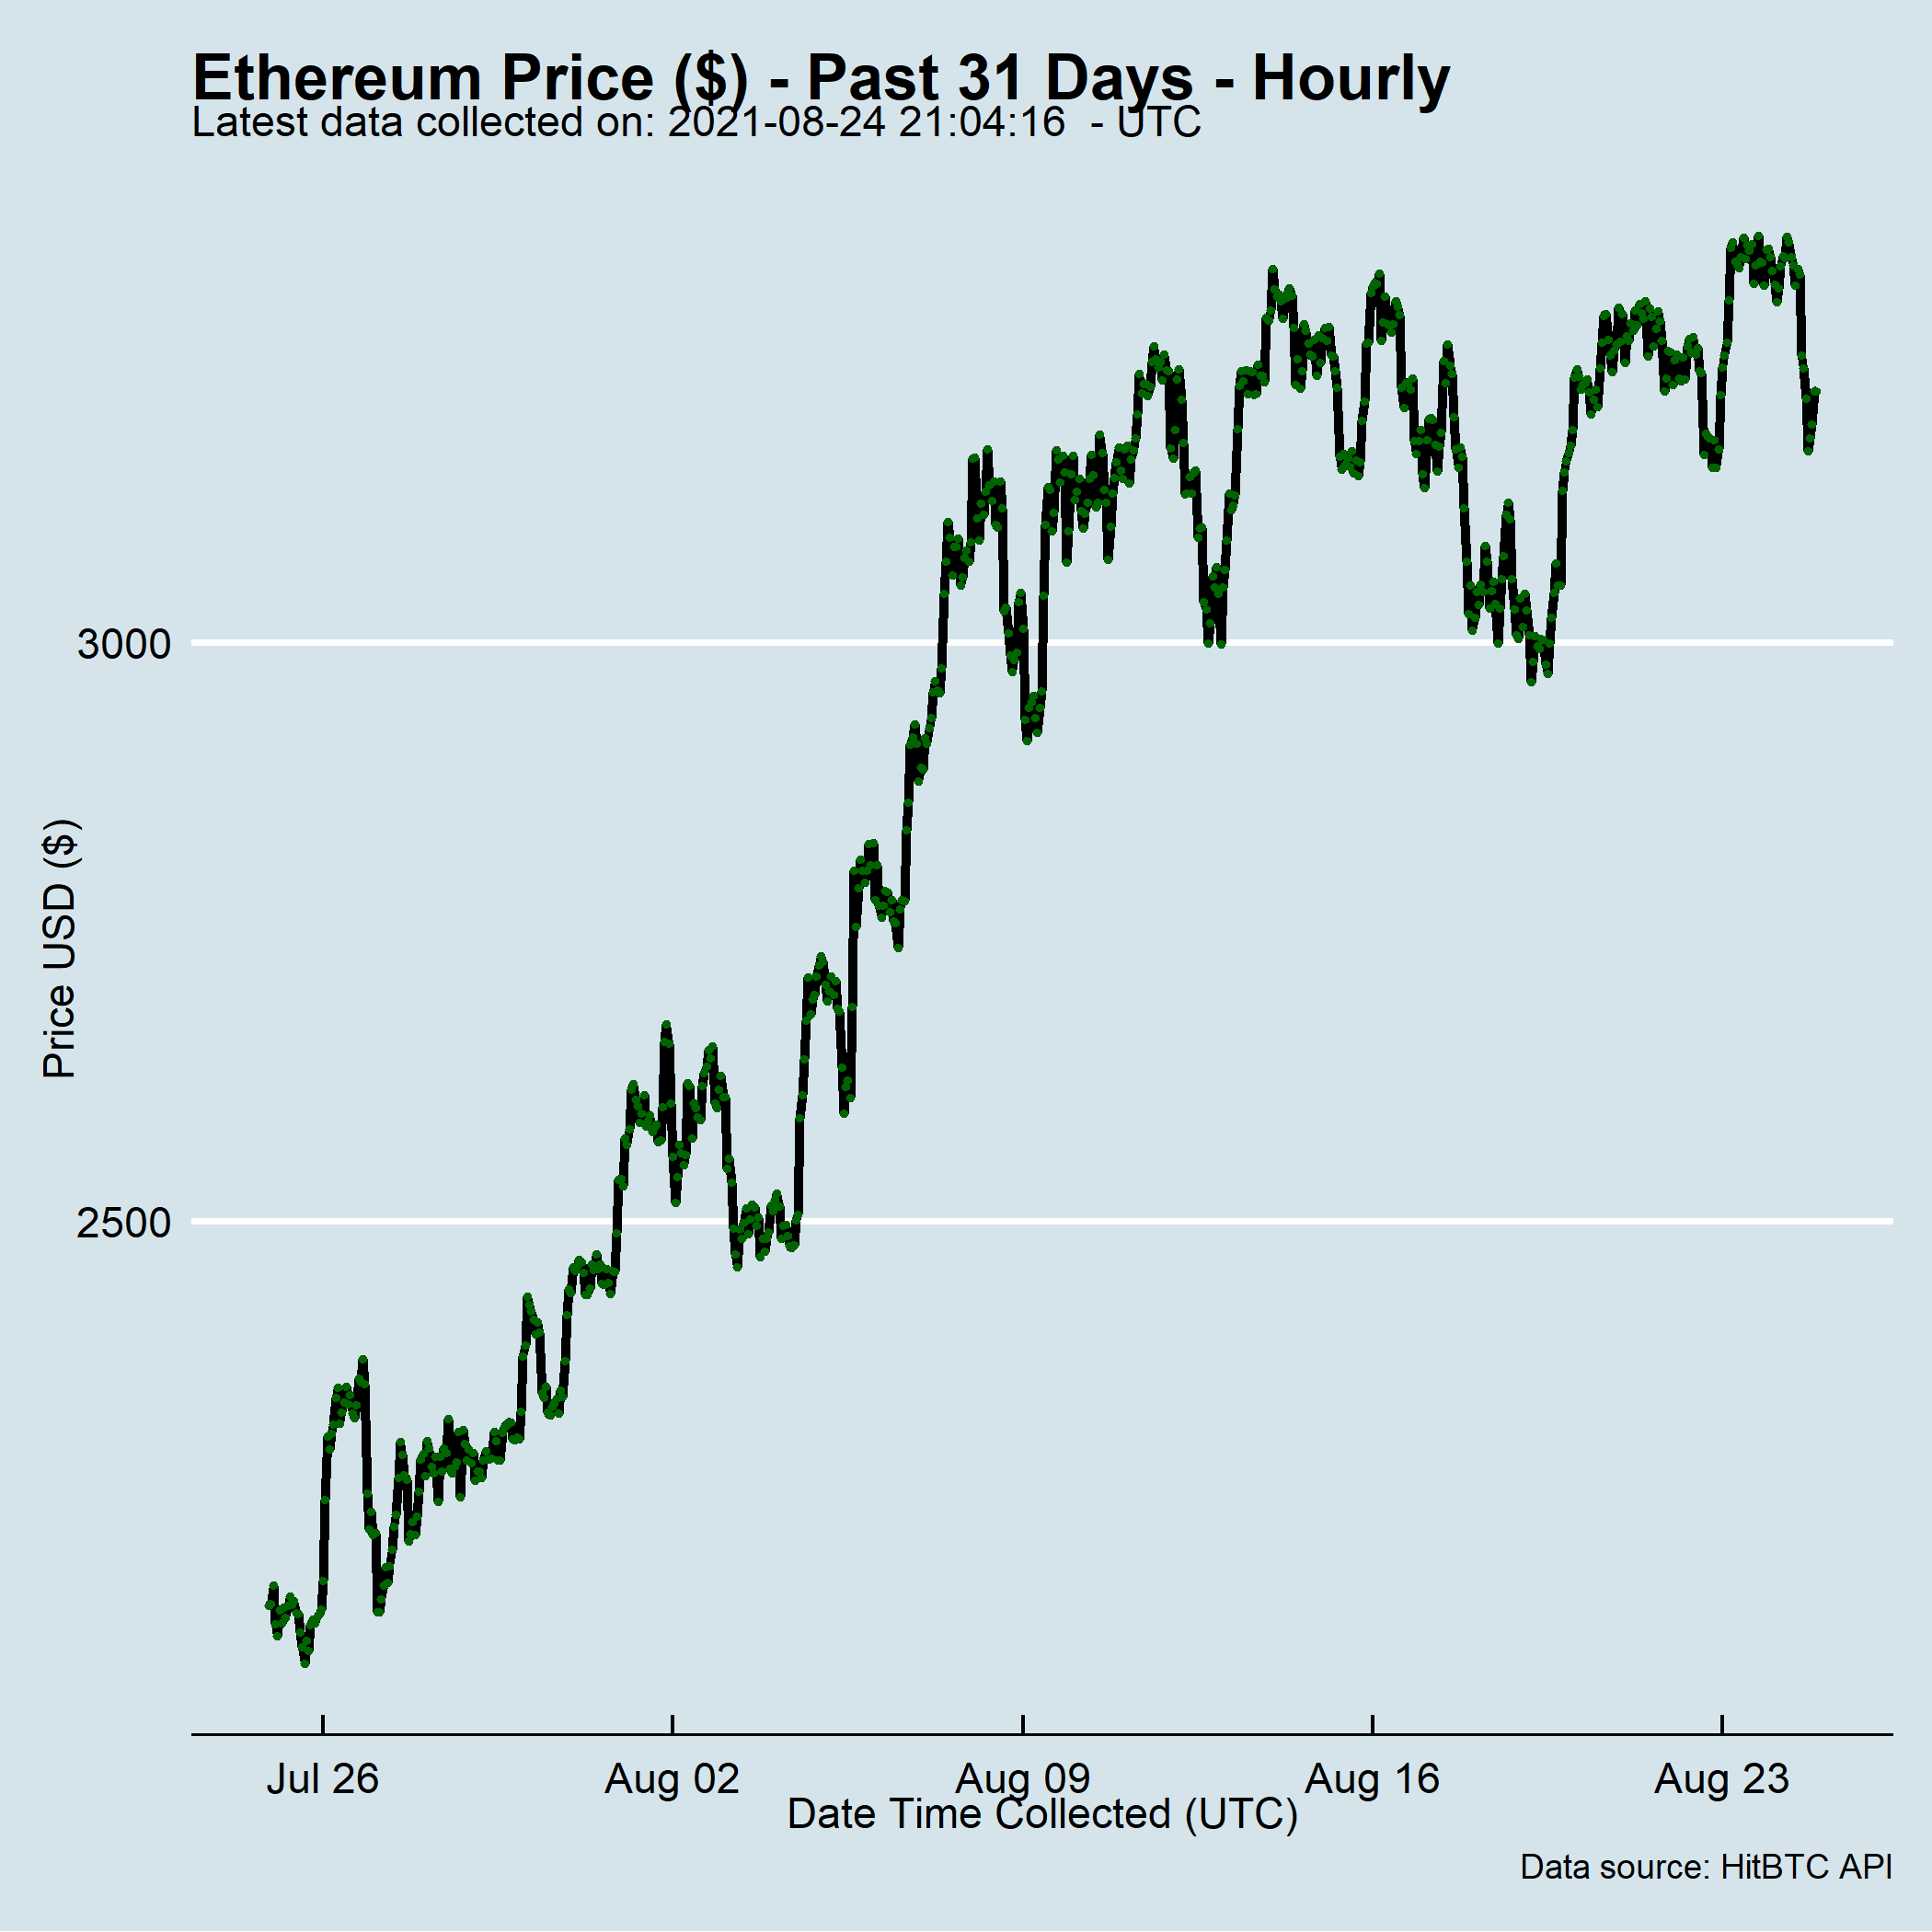 Ethereum Price ($) - Past 31 Days - Hourly
Latest data collected on: 2021-08-24 21:04:16  - UTC
3000
2500
Price USD ($)
Jul 26
Aug 02
Aug 09
Aug 16
Aug 23
Date Time Collected (UTC)
Data source: HitBTC API